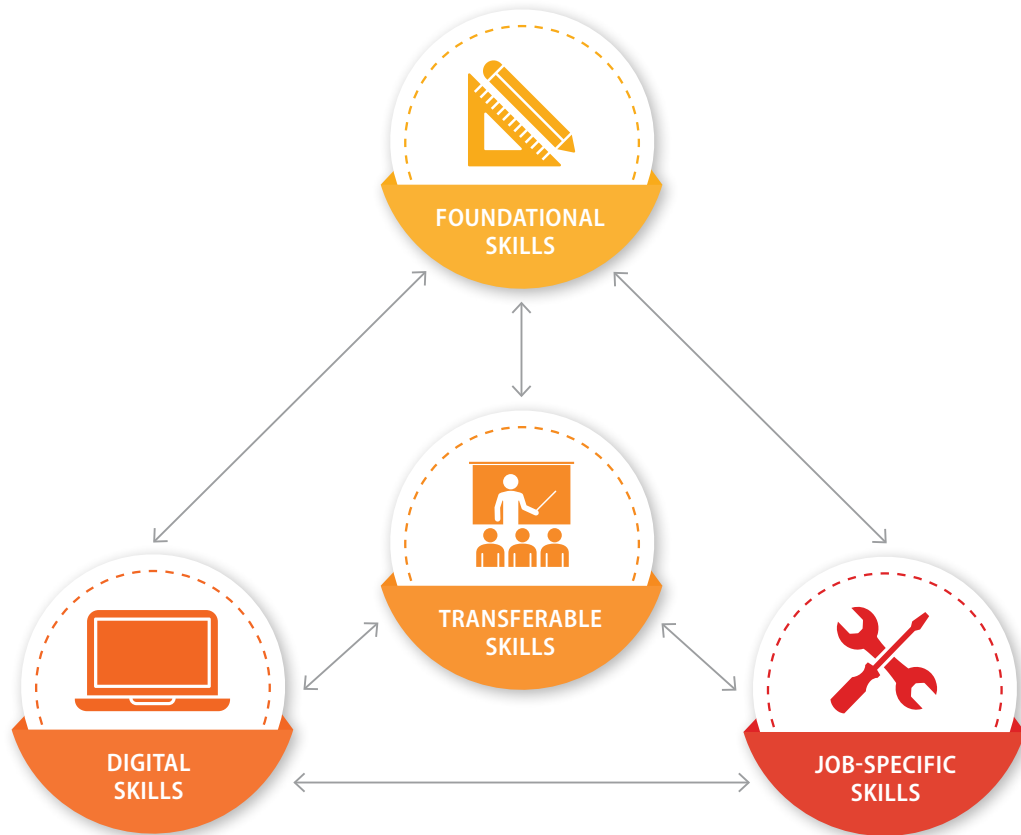 FOUNDATIONAL
SKILLS
TRANSFERABLE
SKILLS
DIGITAL
SKILLS
JOB-SPECIFIC
SKILLS